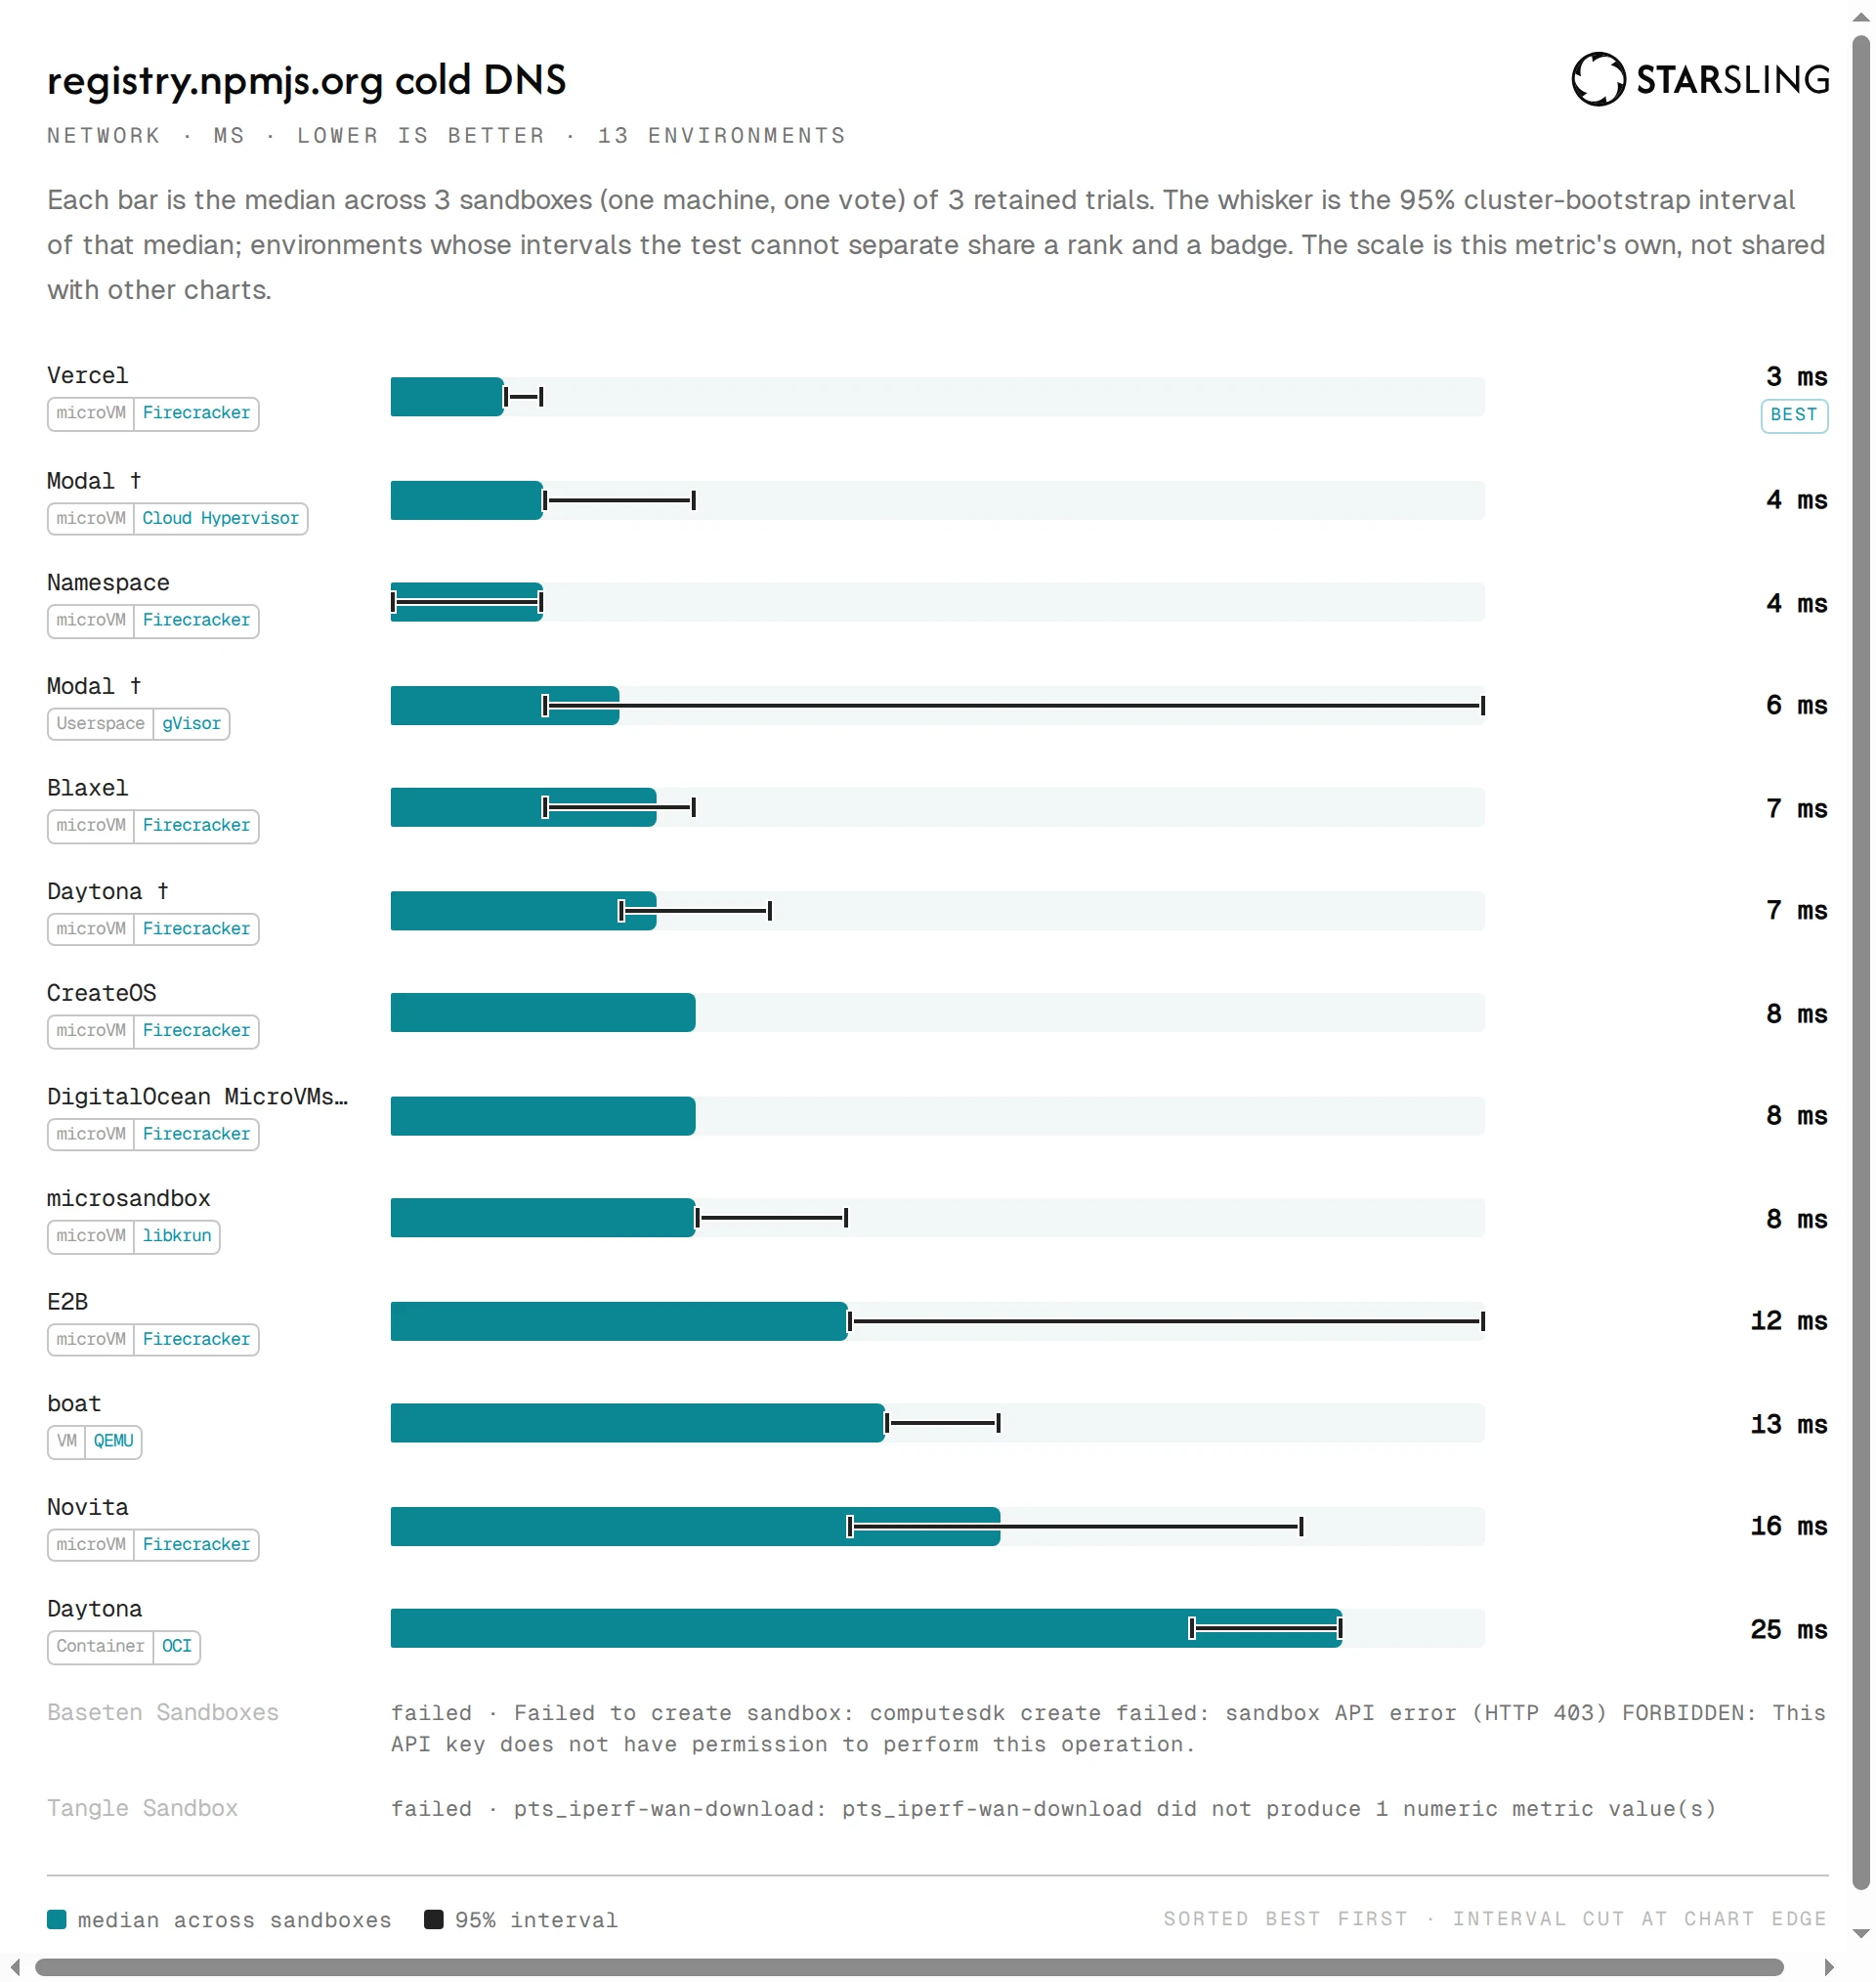 registry.npmjs.org cold DNS
STARSLING
NETWORK · MS · LOWER IS BETTER · 13 ENVIRONMENTS
Each bar is the median across 3 sandboxes (one machine, one vote) of 3 retained trials. The whisker is the 95% cluster-bootstrap interval
of that median; environments whose intervals the test cannot separate share a rank and a badge. The scale is this metric's own, not shared
with other charts.
Vercel
microVM Firecracker
3 ms
BEST
Modal †
microVM Cloud Hypervisor
4 ms
Namespace
microVM Firecracker
4 ms
Modal †
Userspace gVisor
6 ms
Blaxel
microVM Firecracker
7 ms
Daytona †
microVM Firecracker
7 ms
CreateOS
microVM Firecracker
8 ms
DigitalOcean MicroVMs…
microVM Firecracker
8 ms
microsandbox
microVM libkrun
8 ms
E2B
microVM Firecracker
12 ms
boat
VM QEMU
13 ms
Novita
microVM Firecracker
16 ms
Daytona
Container OCI
25 ms
Baseten Sandboxes
failed · Failed to create sandbox: computesdk create failed: sandbox API error (HTTP 403) FORBIDDEN: This
API key does not have permission to perform this operation.
Tangle Sandbox
failed · pts_iperf-wan-download: pts_iperf-wan-download did not produce 1 numeric metric value(s)
median across sandboxes
95% interval
SORTED BEST FIRST · INTERVAL CUT AT CHART EDGE